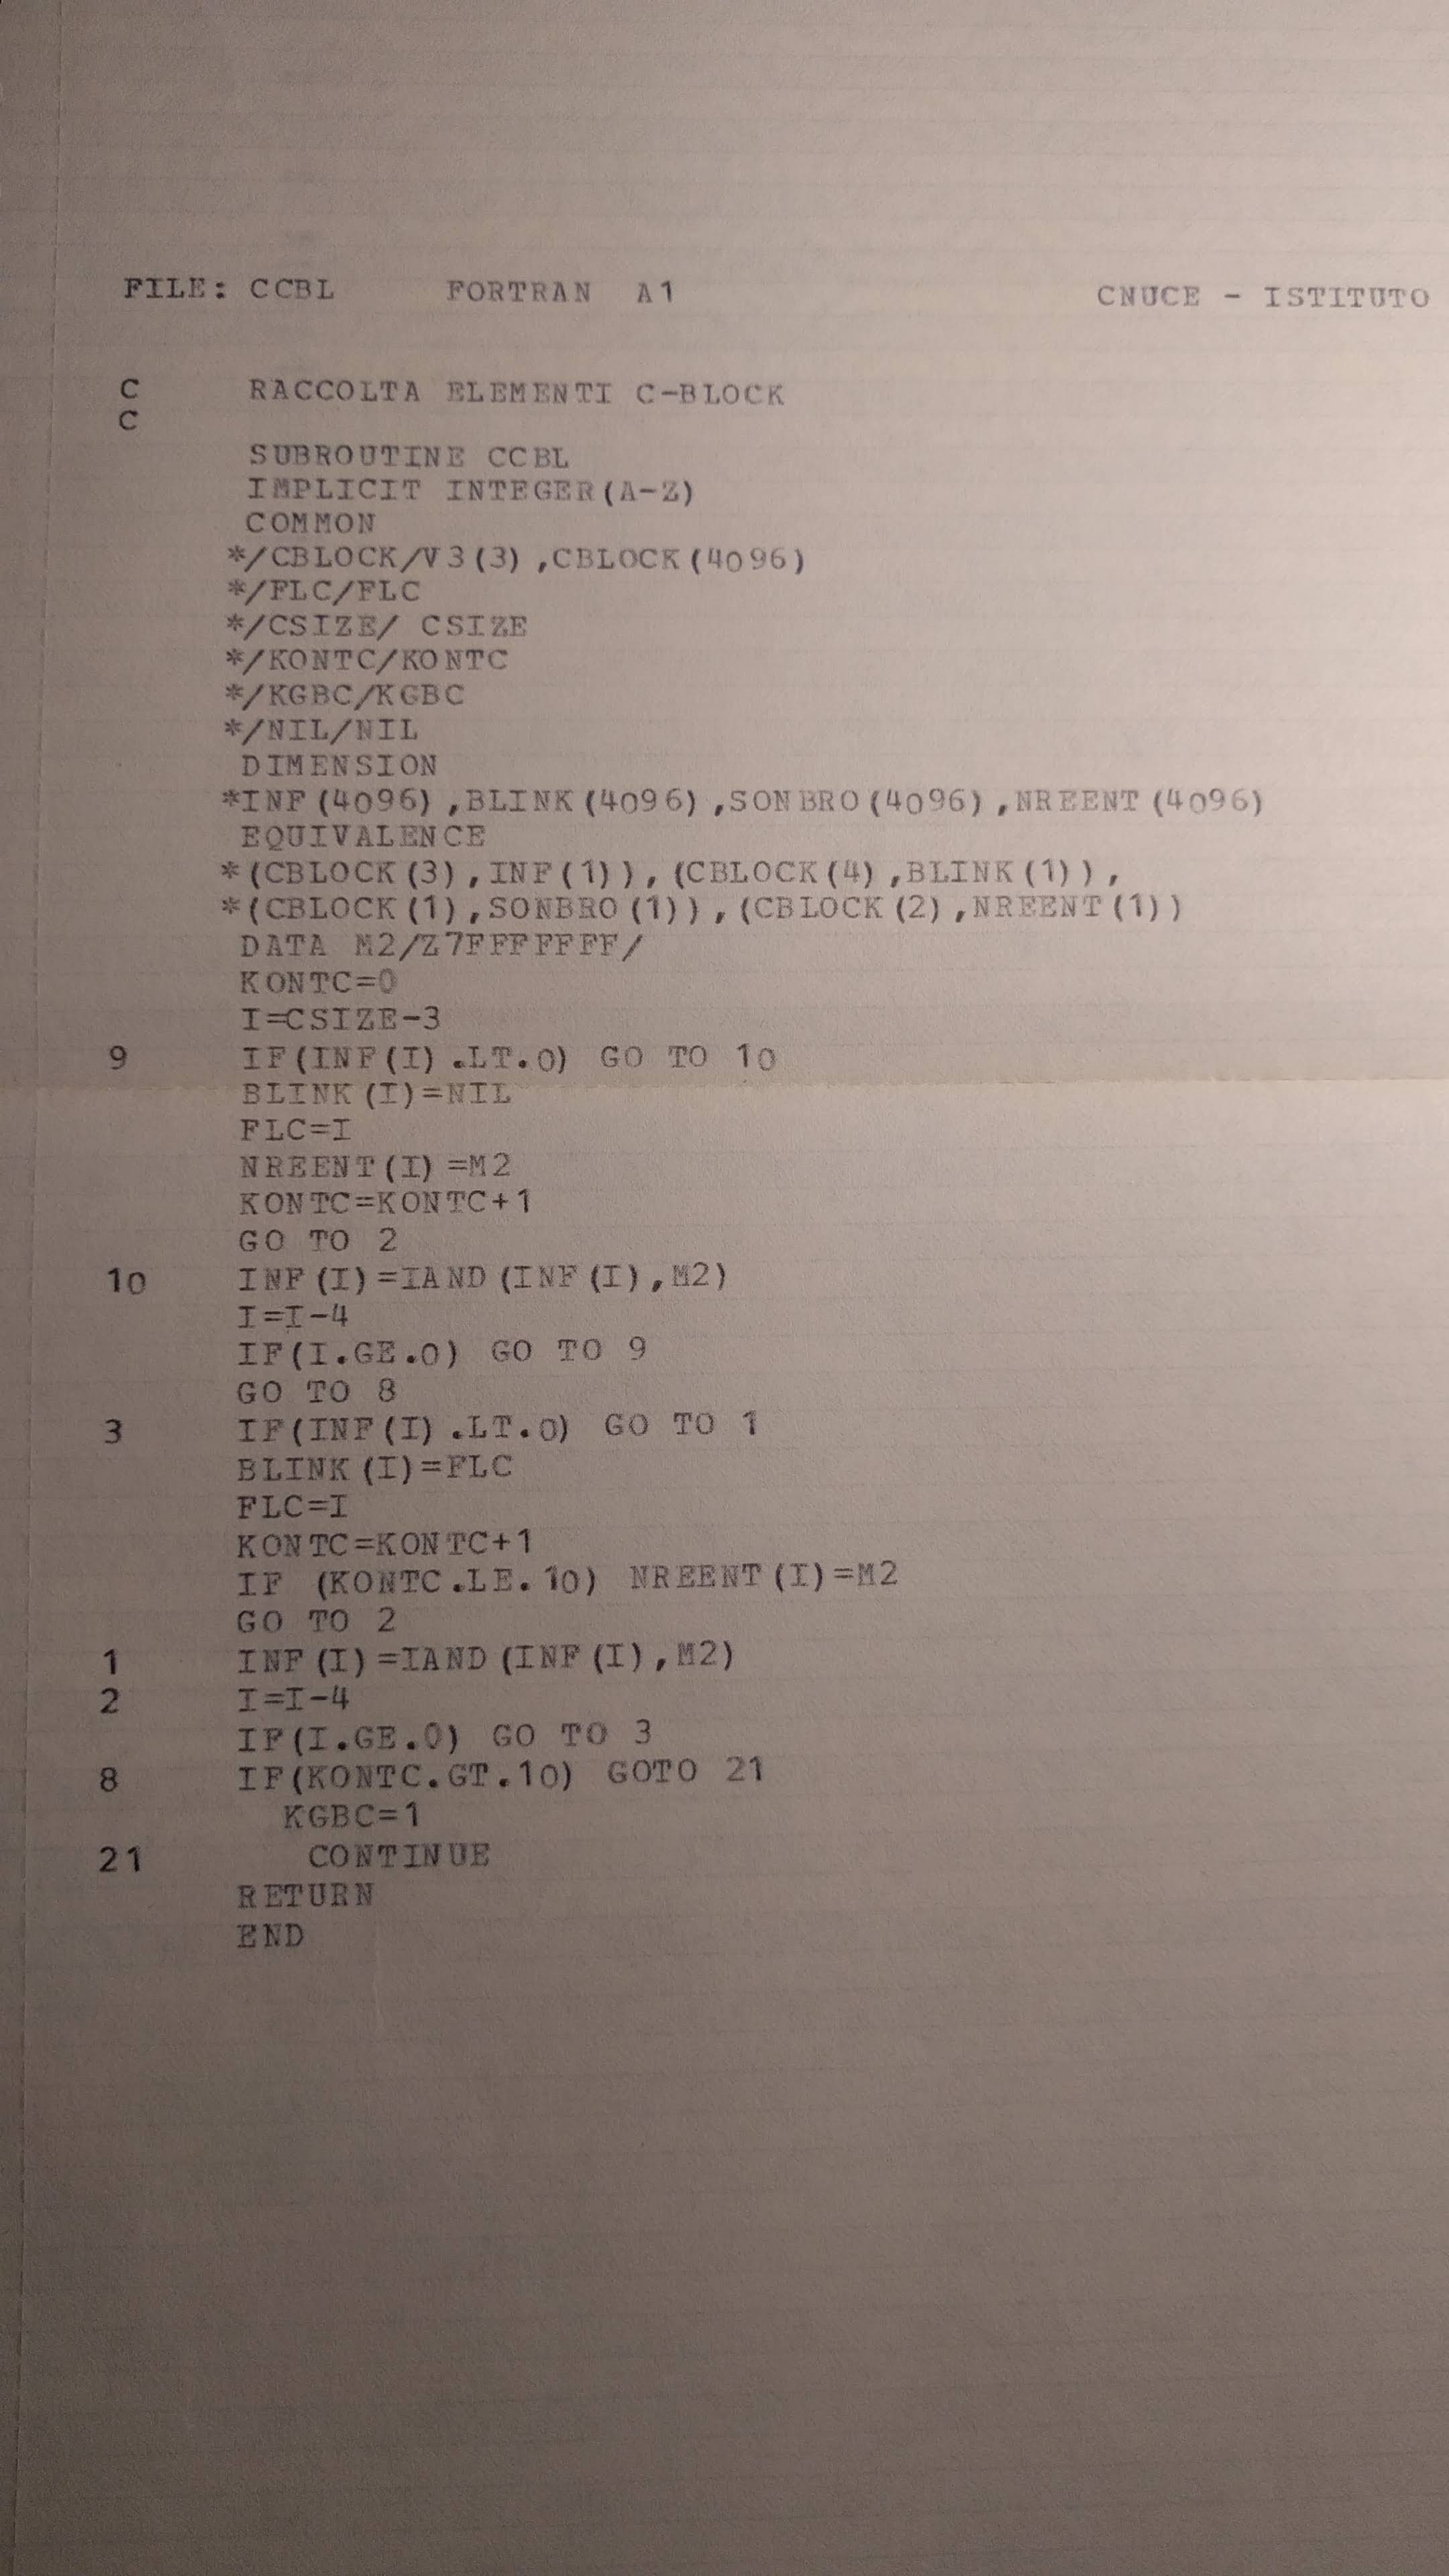 FILE: CCBL FORTRAN A1 CNUCE - ISTITUTO
C RACCOLTA ELEMENTI C-BLOCK
C
SUBROUTINE CCBL
IMPLICIT INTEGER(A-Z)
COMMON
*/CBLOCK/V3(3),CBLOCK(4096)
*/FLC/FLC
*/CSIZE/ CSIZE
*/KONTC/KONTC
*/KGBC/KGBC
*/NIL/NIL
DIMENSION
*INF(4096),BLINK(4096),SONBRO(4096),NREENT(4096)
EQUIVALENCE
*(CBLOCK(3),INF(1)),(CBLOCK(4),BLINK(1)),
*(CBLOCK(1),SONBRO(1)),(CBLOCK(2),NREENT(1))
DATA M2/Z7FFFFFFF/
KONTC=0
I=CSIZE-3
9 IF(INF(I).LT.0) GO TO 10
BLINK(I)=NIL
FLC=I
NREENT(I)=M2
KONTC=KONTC+1
GO TO 2
10 INF(I)=IAND(INF(I),M2)
I=I-4
IF(I.GE.0) GO TO 9
GO TO 8
3 IF(INF(I).LT.0) GO TO 1
BLINK(I)=FLC
FLC=I
KONTC=KONTC+1
IF (KONTC.LE.10) NREENT(I)=M2
GO TO 2
1 INF(I)=IAND(INF(I),M2)
2 I=I-4
IF(I.GE.0) GO TO 3
8 IF(KONTC.GT.10) GOTO 21
KGBC=1
21 CONTINUE
RETURN
END